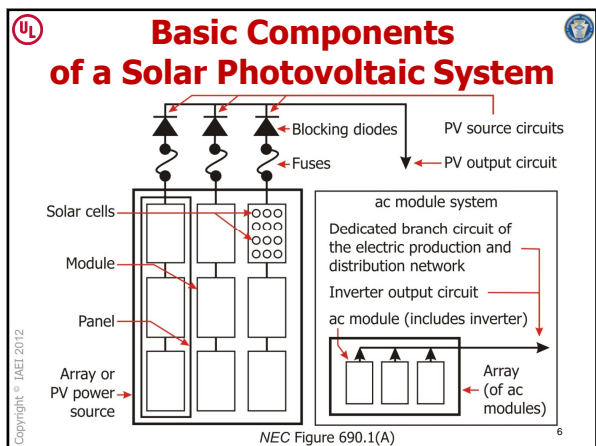 UL
Basic Components
of a Solar Photovoltaic System
Blocking diodes
PV source circuits
Fuses
PV output circuit
Solar cells
Module
Panel
Array or
PV power
source
ac module system
Dedicated branch circuit of
the electric production and
distribution network
Inverter output circuit
ac module (includes inverter)
Array
(of ac
modules)
Copyright © IAEI 2012
NEC Figure 690.1(A)
6